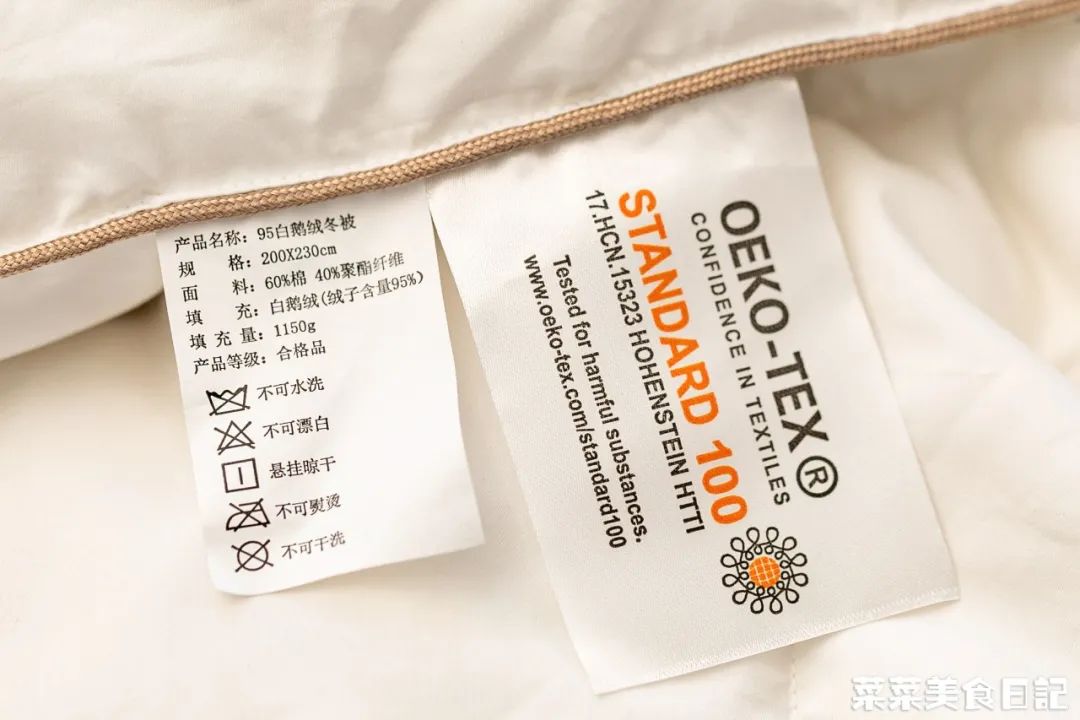 产品名称：95白鹅绒冬被
规　　格：200X230cm
面　　料：60%棉 40%聚酯纤维
填　　充：白鹅绒(绒子含量95%)
填 充 量：1150g
产品等级：合格品
不可水洗
不可漂白
悬挂晾干
不可熨烫
不可干洗
OEKO-TEX®
CONFIDENCE IN TEXTILES
STANDARD 100
17.HCN.15323 HOHENSTEIN HTTI
Tested for harmful substances.
www.oeko-tex.com/standard100
菜菜美食日記